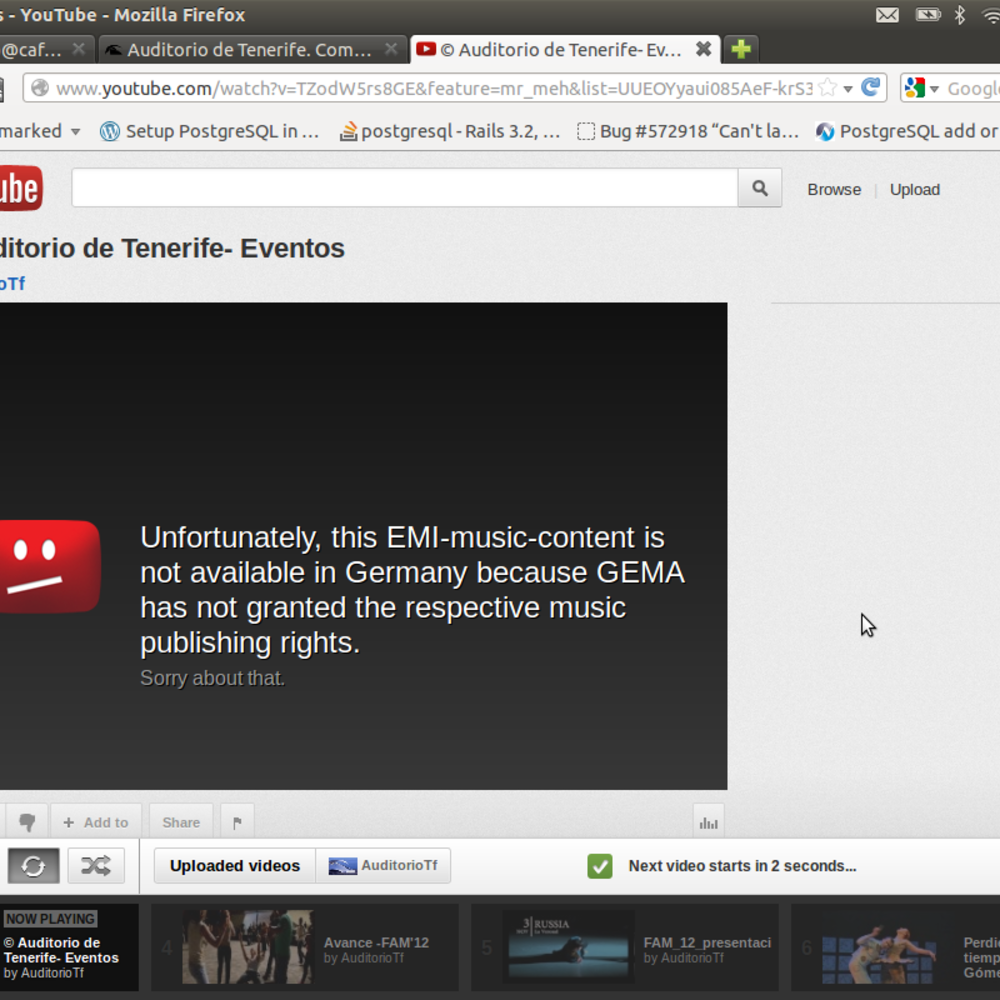 s - YouTube - Mozilla Firefox
@caf... Auditorio de Tenerife. Com... © Auditorio de Tenerife- Ev...
www.youtube.com/watch?v=TZodW5rs8GE&feature=mr_meh&list=UUEOYyaui085AeF-krS3 Google
marked Setup PostgreSQL in ... postgresql - Rails 3.2, ... Bug #572918 “Can't la... PostgreSQL add or
ube Browse | Upload
ditorio de Tenerife- Eventos
oTf
Unfortunately, this EMI-music-content is
not available in Germany because GEMA
has not granted the respective music
publishing rights.
Sorry about that.
+ Add to Share
Uploaded videos AuditorioTf Next video starts in 2 seconds...
NOW PLAYING
© Auditorio de
Tenerife- Eventos
by AuditorioTf
4 Avance -FAM'12
by AuditorioTf
5 3 RUSSIA FAM_12_presentaci
by AuditorioTf
6 Perdi
tiemp
Góme